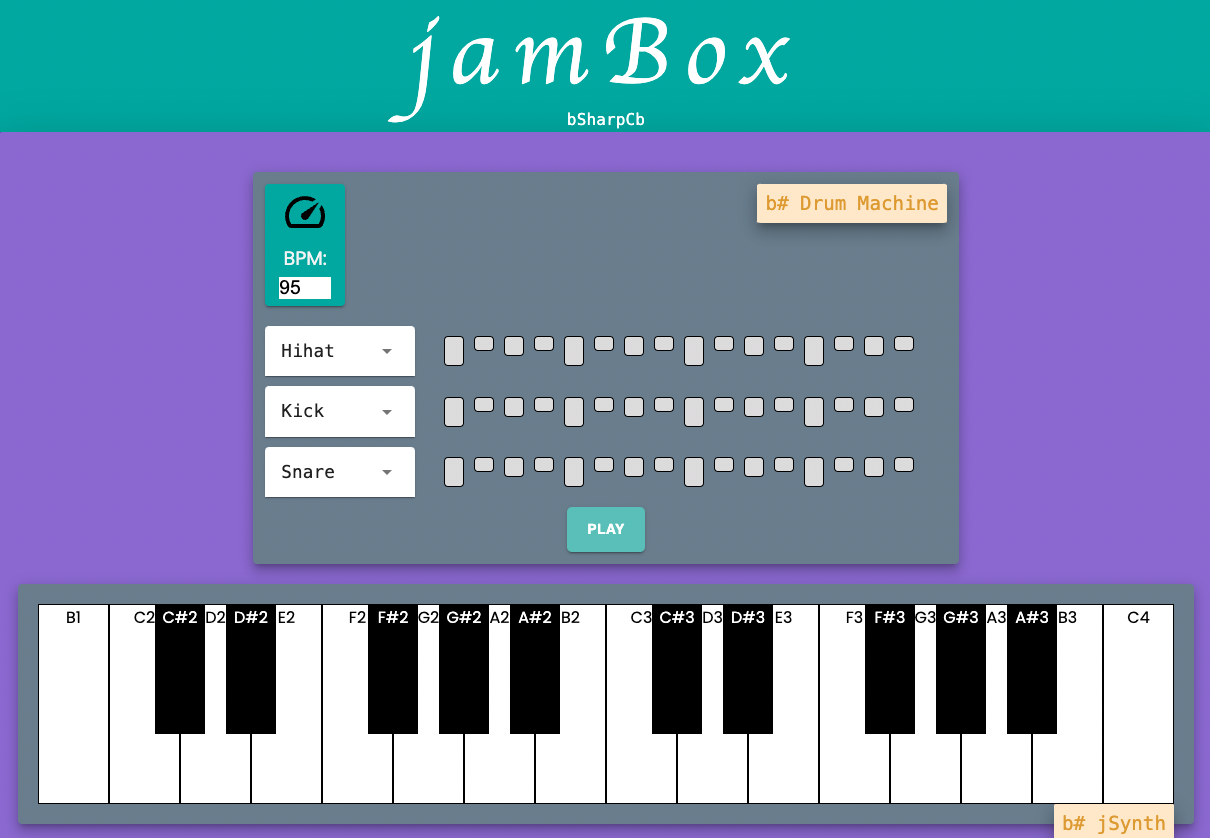 jamBox
bSharpCb
b# Drum Machine
BPM:
95
Hihat
Kick
Snare
PLAY
B1 C2 C#2 D2 D#2 E2 F2 F#2 G2 G#2 A2 A#2 B2 C3 C#3 D3 D#3 E3 F3 F#3 G3 G#3 A3 A#3 B3 C4
b# jSynth